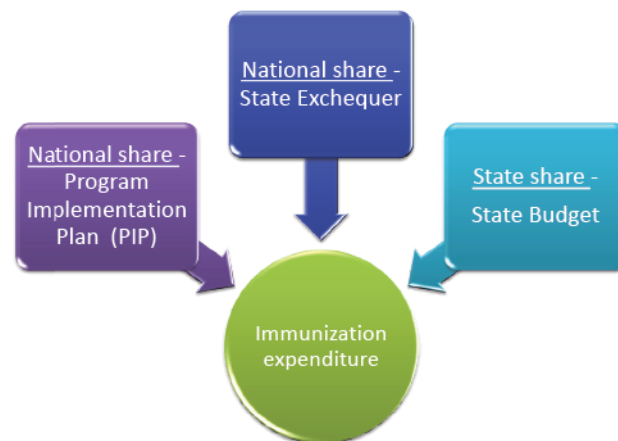 National share -
Program
Implementation
Plan (PIP)
National share -
State Exchequer
State share -
State Budget
Immunization
expenditure